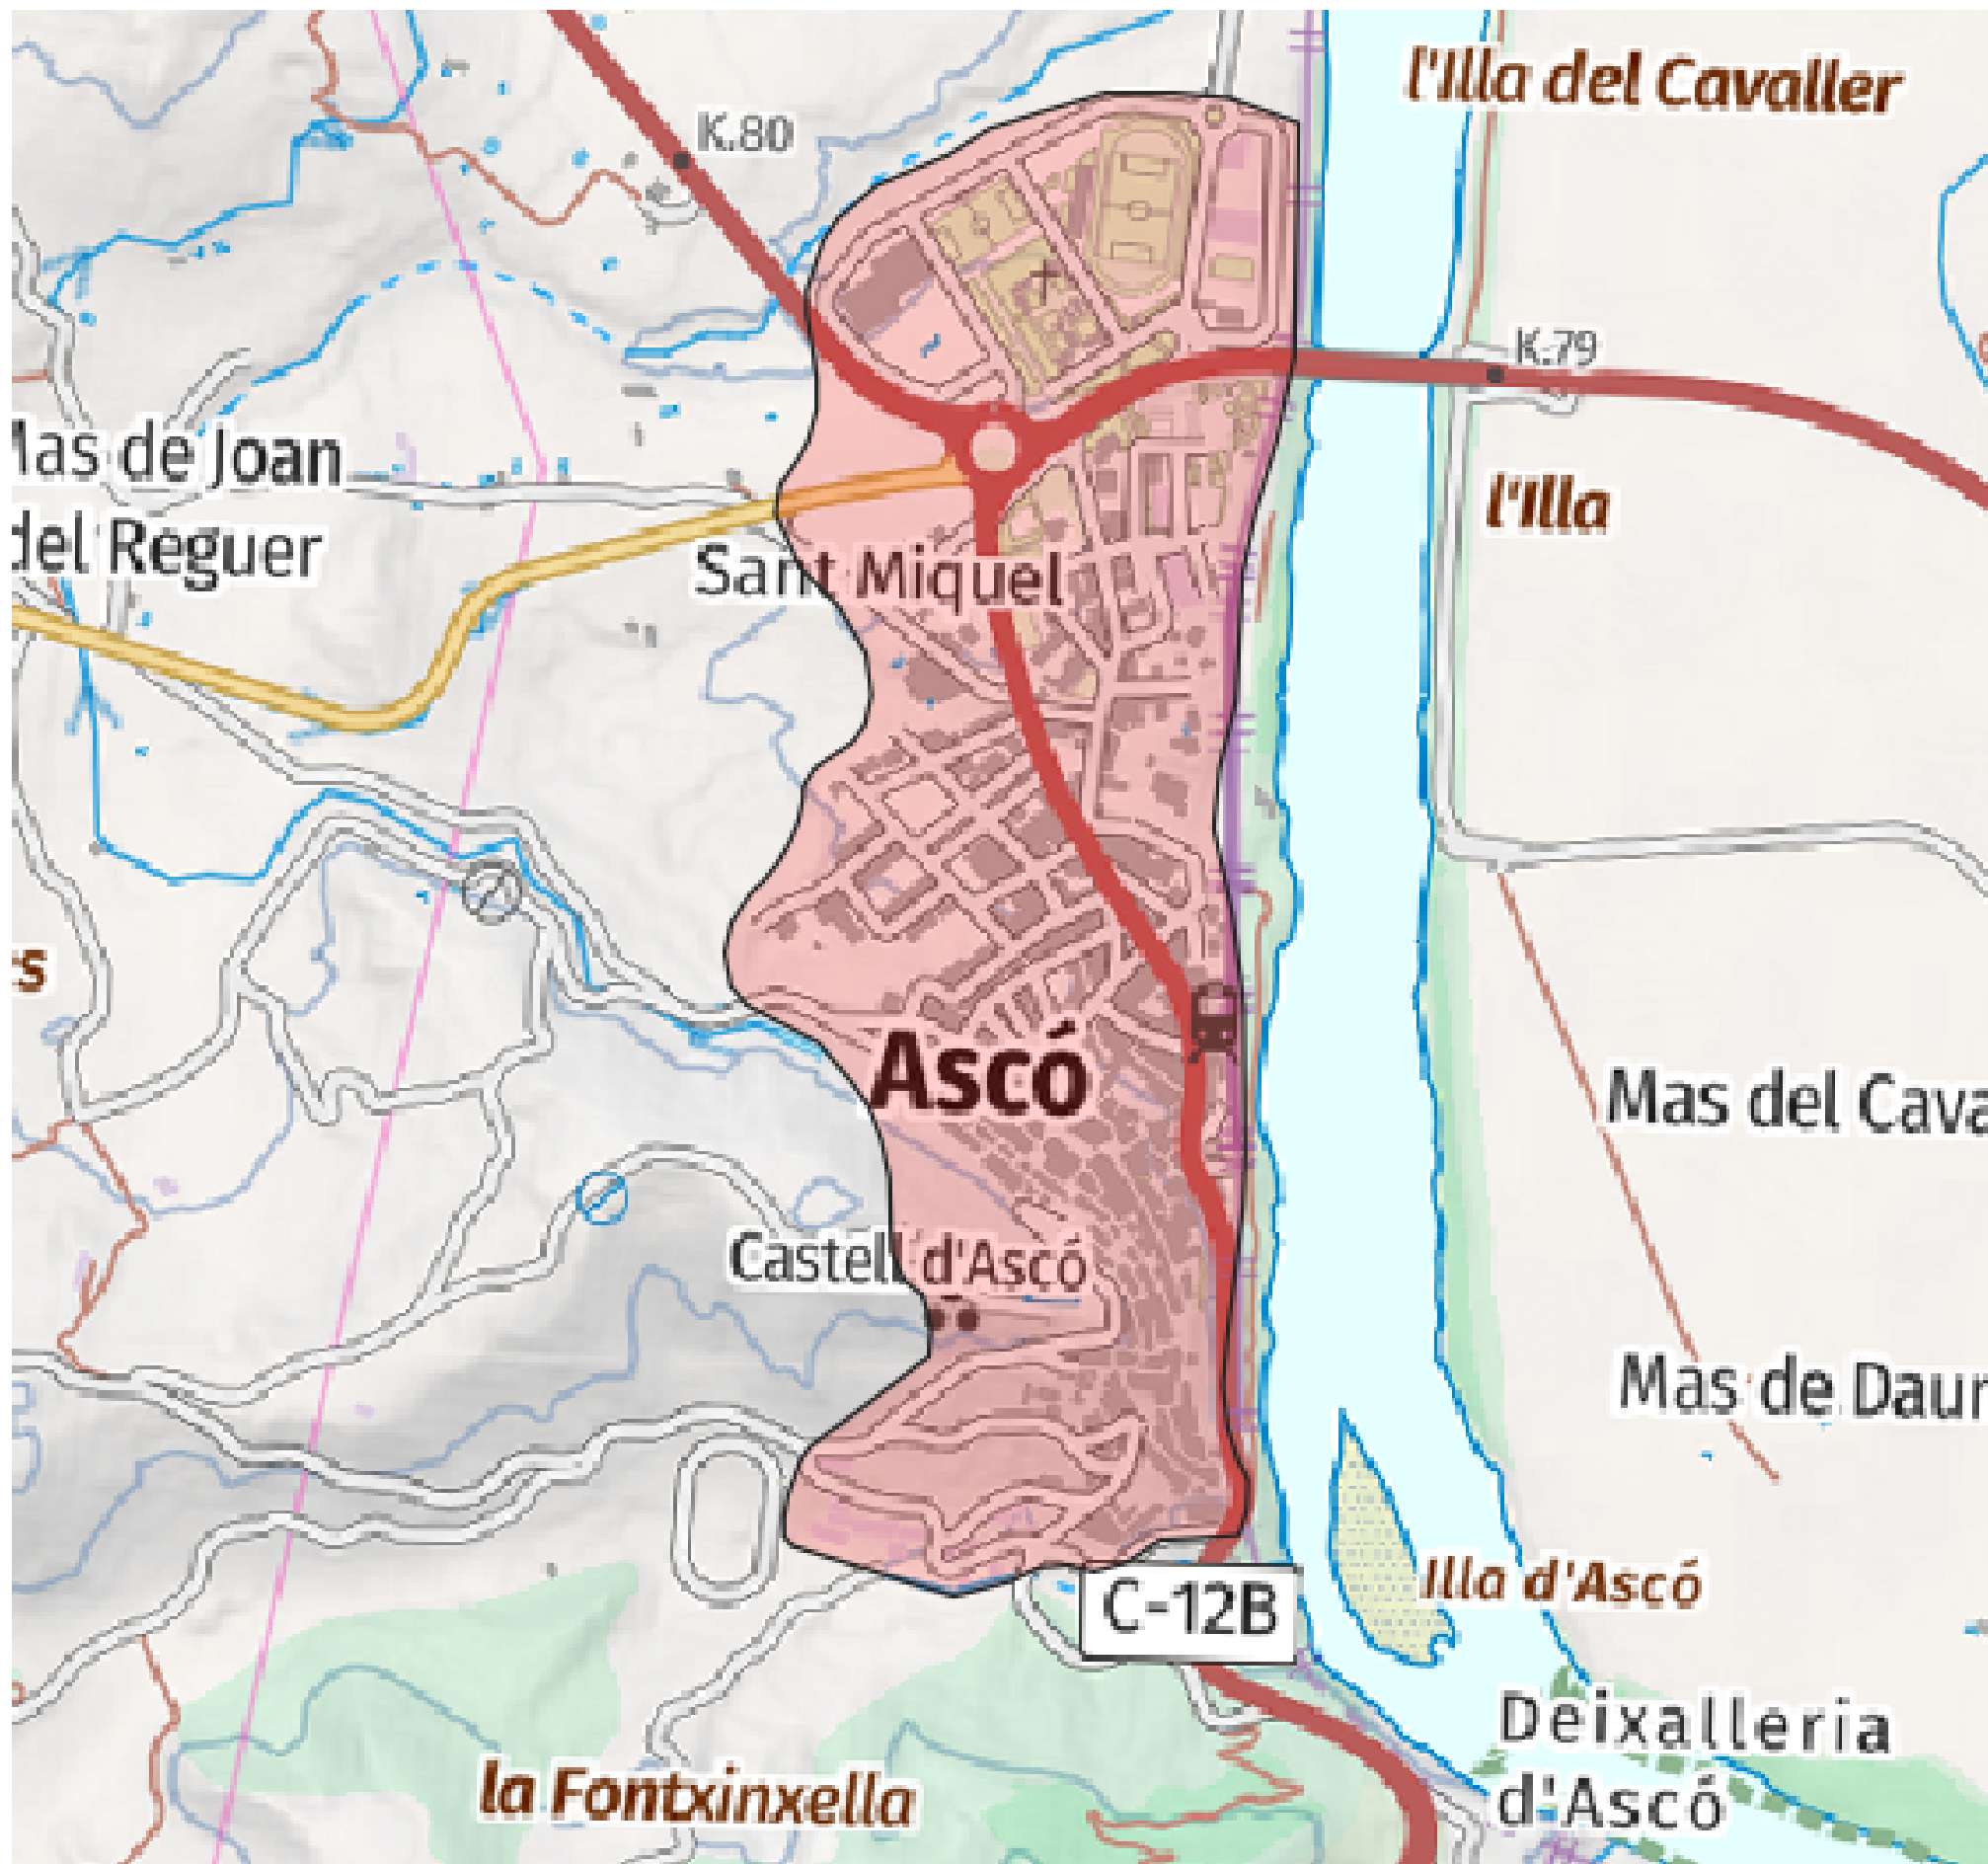 l'Illa del Cavaller
K.80
K.79
Mas de Joan
del Reguer
l'Illa
Sant Miquel
s
Ascó
Mas del Cava
Castell d'Ascó
Mas de Daur
Illa d'Ascó
C-12B
Deixalleria
d'Ascó
la Fontxinxella